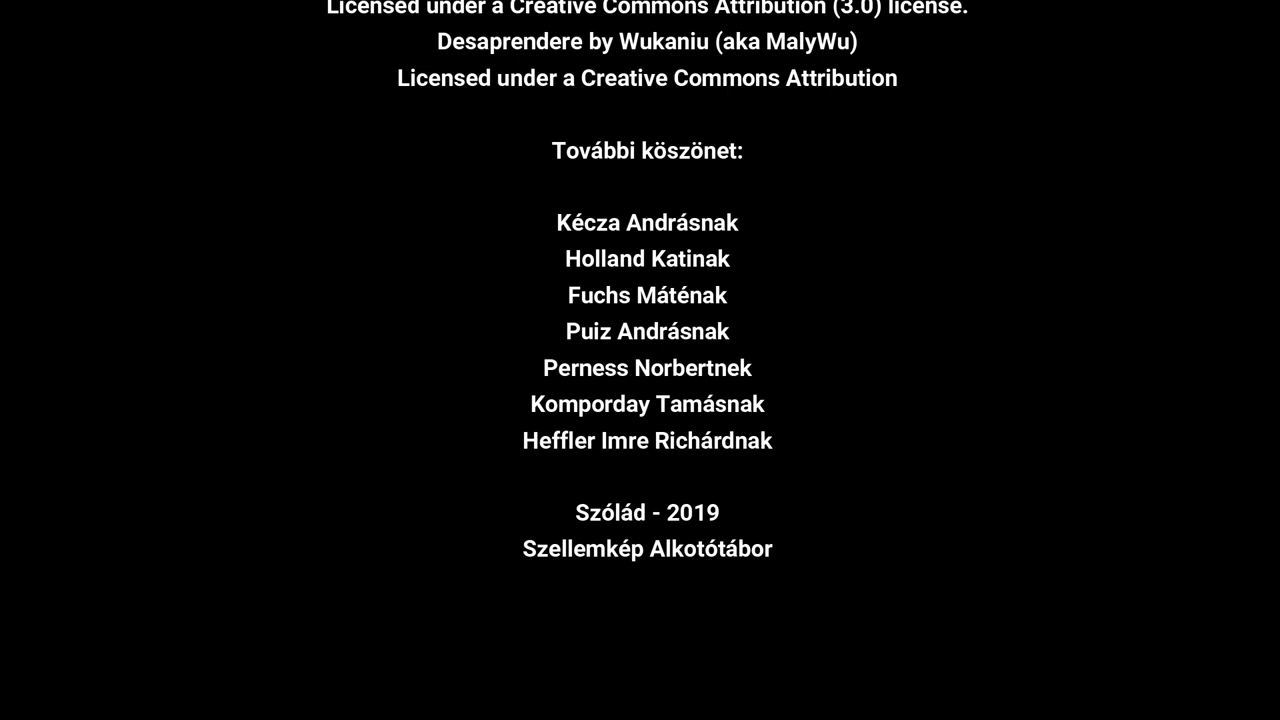 Licensed under a Creative Commons Attribution (3.0) license.
Desaprendere by Wukaniu (aka MalyWu)
Licensed under a Creative Commons Attribution
További köszönet:
Kécza Andrásnak
Holland Katinak
Fuchs Máténak
Puiz Andrásnak
Perness Norbertnek
Komporday Tamásnak
Heffler Imre Richárdnak
Szólád - 2019
Szellemkép Alkotótábor